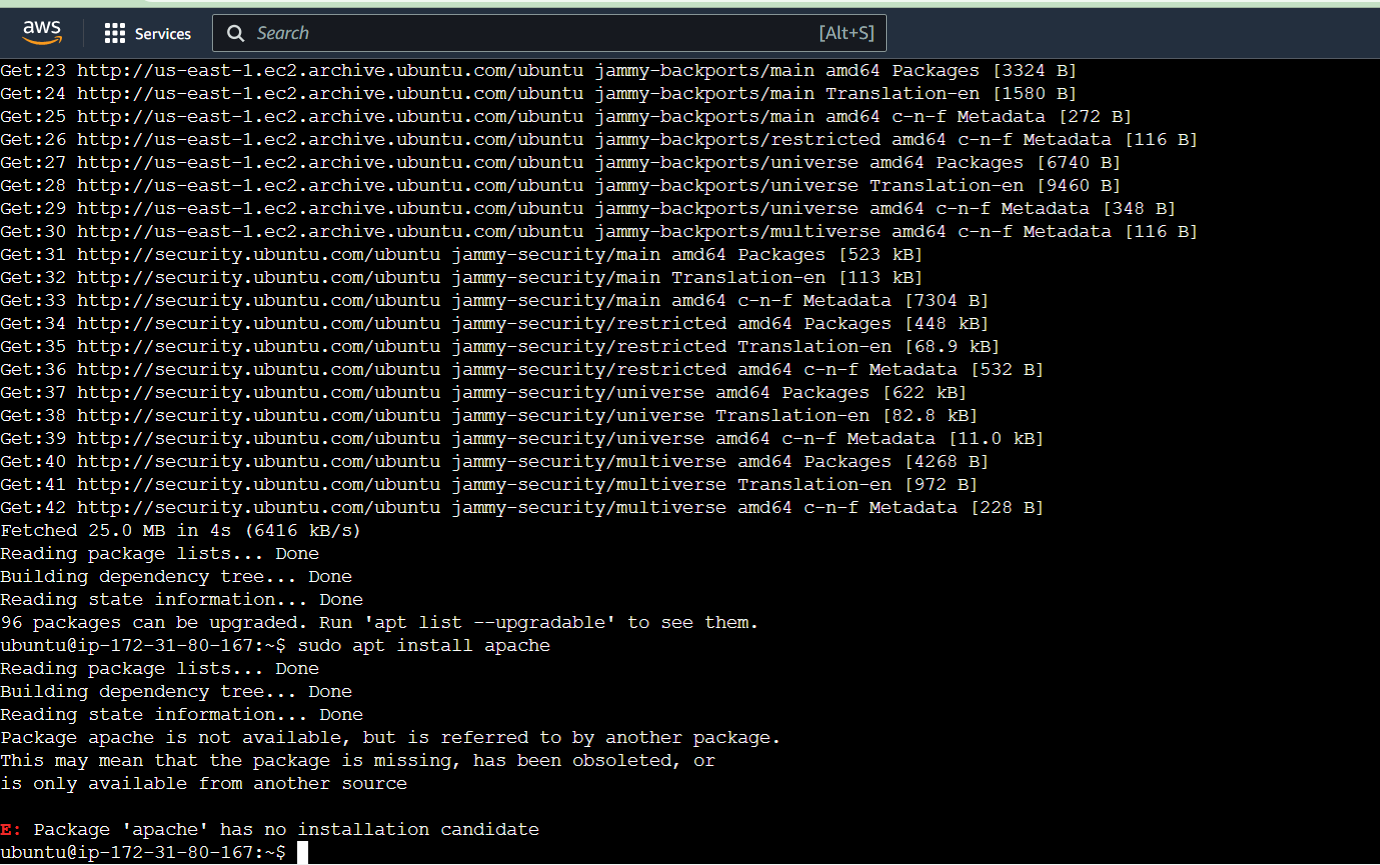 aws
Services
Search
[Alt+S]
Get:23 http://us-east-1.ec2.archive.ubuntu.com/ubuntu jammy-backports/main amd64 Packages [3324 B]
Get:24 http://us-east-1.ec2.archive.ubuntu.com/ubuntu jammy-backports/main Translation-en [1580 B]
Get:25 http://us-east-1.ec2.archive.ubuntu.com/ubuntu jammy-backports/main amd64 c-n-f Metadata [272 B]
Get:26 http://us-east-1.ec2.archive.ubuntu.com/ubuntu jammy-backports/restricted amd64 c-n-f Metadata [116 B]
Get:27 http://us-east-1.ec2.archive.ubuntu.com/ubuntu jammy-backports/universe amd64 Packages [6740 B]
Get:28 http://us-east-1.ec2.archive.ubuntu.com/ubuntu jammy-backports/universe Translation-en [9460 B]
Get:29 http://us-east-1.ec2.archive.ubuntu.com/ubuntu jammy-backports/universe amd64 c-n-f Metadata [348 B]
Get:30 http://us-east-1.ec2.archive.ubuntu.com/ubuntu jammy-backports/multiverse amd64 c-n-f Metadata [116 B]
Get:31 http://security.ubuntu.com/ubuntu jammy-security/main amd64 Packages [523 kB]
Get:32 http://security.ubuntu.com/ubuntu jammy-security/main Translation-en [113 kB]
Get:33 http://security.ubuntu.com/ubuntu jammy-security/main amd64 c-n-f Metadata [7304 B]
Get:34 http://security.ubuntu.com/ubuntu jammy-security/restricted amd64 Packages [448 kB]
Get:35 http://security.ubuntu.com/ubuntu jammy-security/restricted Translation-en [68.9 kB]
Get:36 http://security.ubuntu.com/ubuntu jammy-security/restricted amd64 c-n-f Metadata [532 B]
Get:37 http://security.ubuntu.com/ubuntu jammy-security/universe amd64 Packages [622 kB]
Get:38 http://security.ubuntu.com/ubuntu jammy-security/universe Translation-en [82.8 kB]
Get:39 http://security.ubuntu.com/ubuntu jammy-security/universe amd64 c-n-f Metadata [11.0 kB]
Get:40 http://security.ubuntu.com/ubuntu jammy-security/multiverse amd64 Packages [4268 B]
Get:41 http://security.ubuntu.com/ubuntu jammy-security/multiverse Translation-en [972 B]
Get:42 http://security.ubuntu.com/ubuntu jammy-security/multiverse amd64 c-n-f Metadata [228 B]
Fetched 25.0 MB in 4s (6416 kB/s)
Reading package lists... Done
Building dependency tree... Done
Reading state information... Done
96 packages can be upgraded. Run 'apt list --upgradable' to see them.
ubuntu@ip-172-31-80-167:~$ sudo apt install apache
Reading package lists... Done
Building dependency tree... Done
Reading state information... Done
Package apache is not available, but is referred to by another package.
This may mean that the package is missing, has been obsoleted, or
is only available from another source
E: Package 'apache' has no installation candidate
ubuntu@ip-172-31-80-167:~$